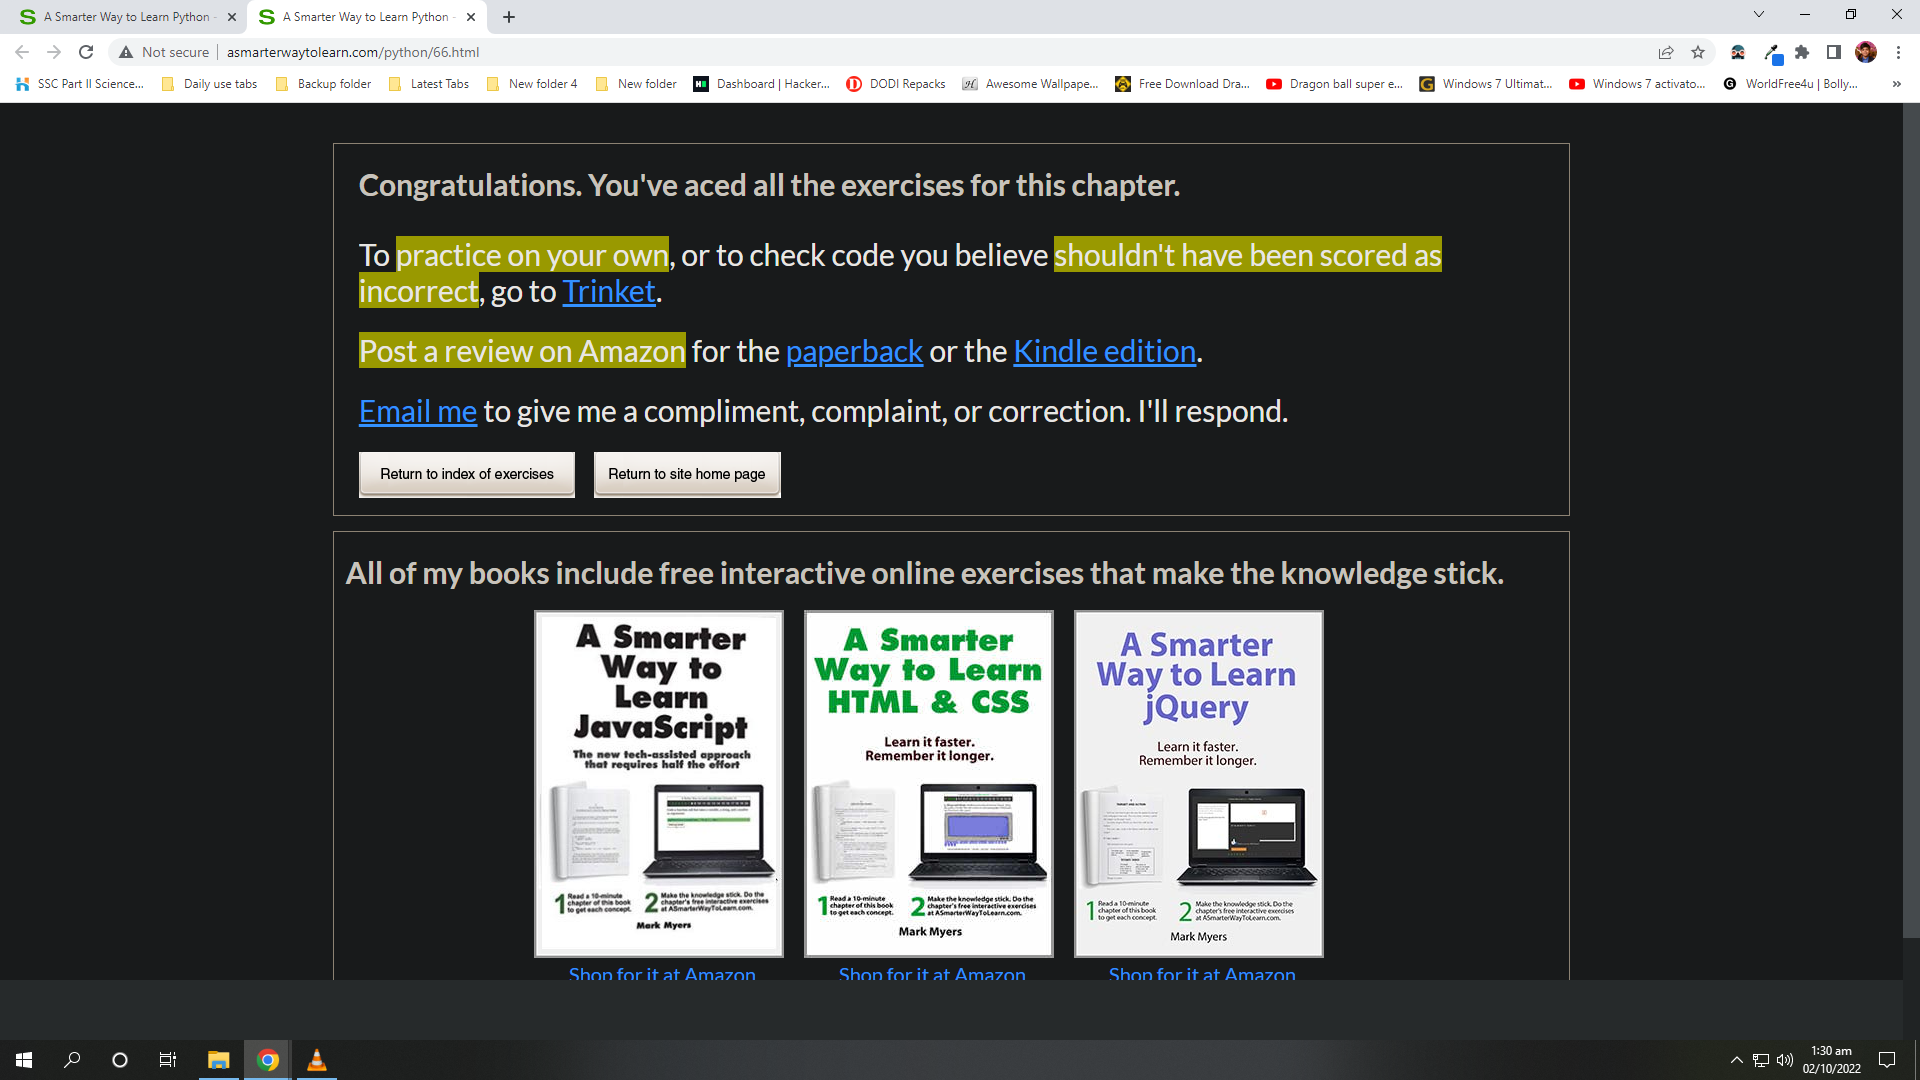 A Smarter Way to Learn Python -
A Smarter Way to Learn Python -
Not secure
asmarterwaytolearn.com/python/66.html
SSC Part II Science...
Daily use tabs
Backup folder
Latest Tabs
New folder 4
New folder
Dashboard | Hacker...
DODI Repacks
Awesome Wallpape...
Free Download Dra...
Dragon ball super e...
Windows 7 Ultimat...
Windows 7 activato...
WorldFree4u | Bolly...
Congratulations. You've aced all the exercises for this chapter.
To practice on your own, or to check code you believe shouldn't have been scored as
incorrect, go to Trinket.
Post a review on Amazon for the paperback or the Kindle edition.
Email me to give me a compliment, complaint, or correction. I'll respond.
Return to index of exercises
Return to site home page
All of my books include free interactive online exercises that make the knowledge stick.
A Smarter
Way to
Learn
JavaScript
The new tech-assisted approach
that requires half the effort
1 Read a 10-minute
chapter of this book
to get each concept.
2 Make the knowledge stick. Do the
chapter's free interactive exercises
at ASmarterWayToLearn.com.
Mark Myers
Shop for it at Amazon
A Smarter
Way to Learn
HTML & CSS
Learn it faster.
Remember it longer.
1 Read a 10-minute
chapter of this book
to get each concept.
2 Make the knowledge stick. Do the
chapter's free interactive exercises
at ASmarterWayToLearn.com.
Mark Myers
Shop for it at Amazon
A Smarter
Way to Learn
jQuery
Learn it faster.
Remember it longer.
1 Read a 10-minute
chapter of this book
to get each concept.
2 Make the knowledge stick. Do the
chapter's free interactive exercises
at ASmarterWayToLearn.com.
Mark Myers
Shop for it at Amazon
1:30 am
02/10/2022